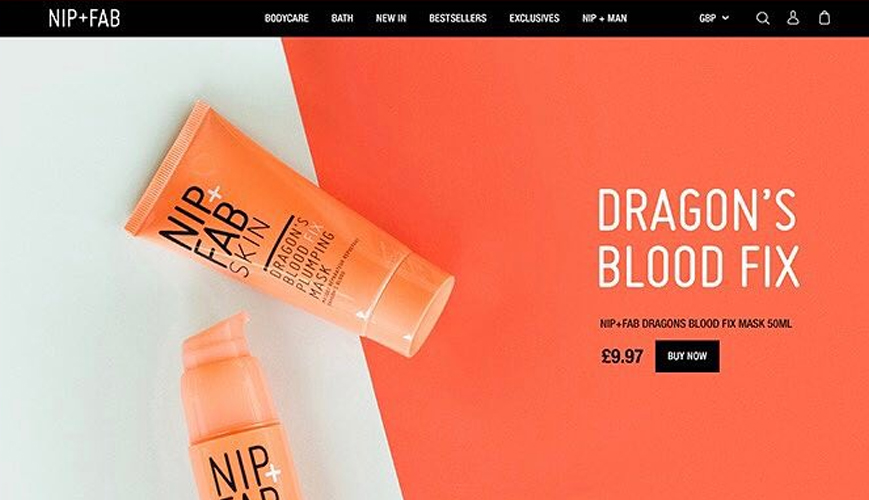 NIP+FAB
BODYCARE BATH NEW IN BESTSELLERS EXCLUSIVES NIP + MAN GBP
NIP+
FAB
SKIN
DRAGON'S
BLOOD FIX
PLUMPING
MASK
DRAGON'S
BLOOD FIX
NIP+FAB DRAGONS BLOOD FIX MASK 50ML
£9.97 BUY NOW
NIP+
FAB